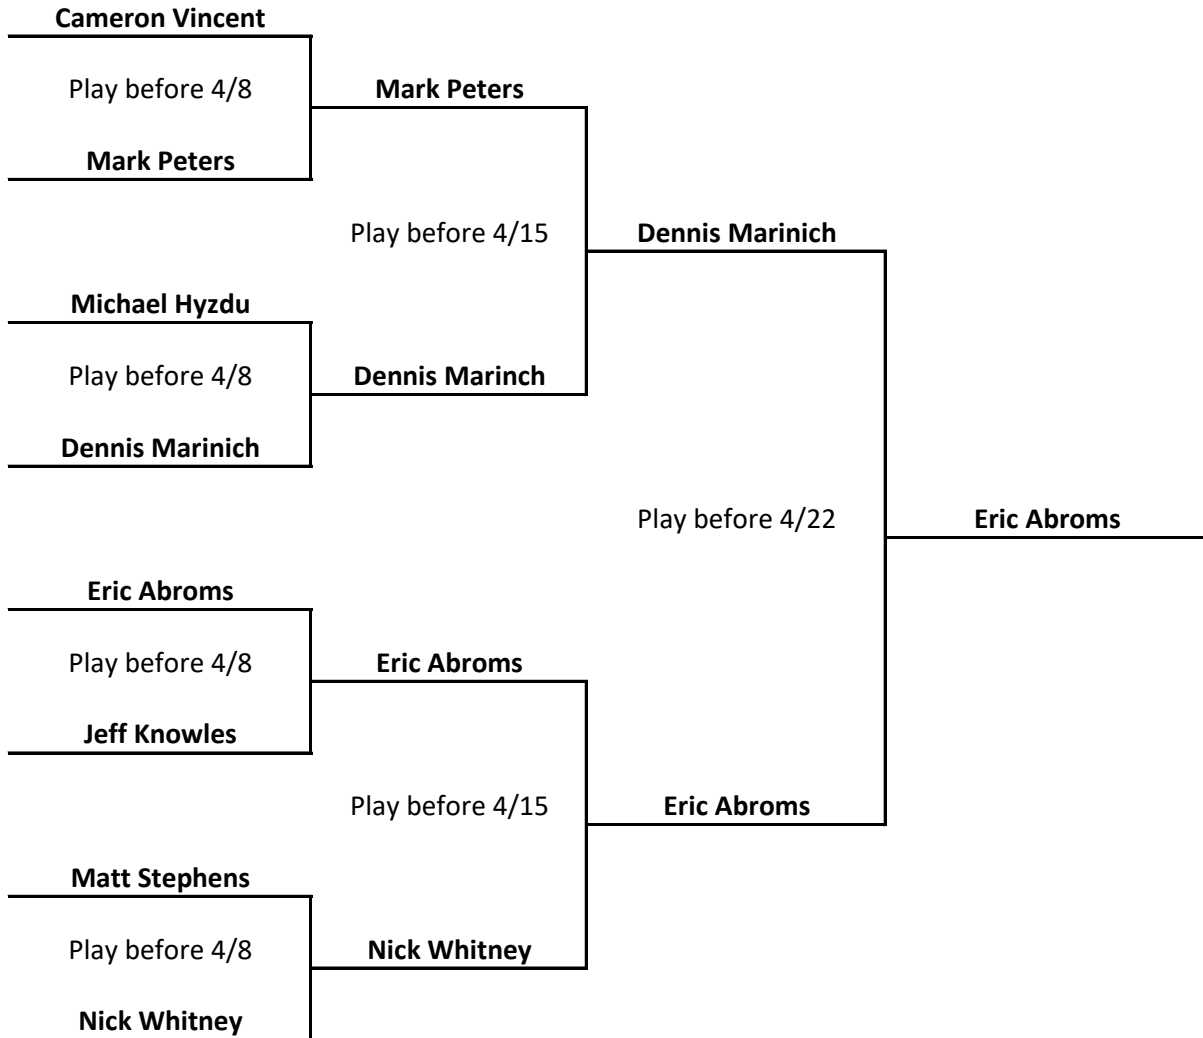 Cameron Vincent
Play before 4/8
Mark Peters
Mark Peters
Play before 4/15
Dennis Marinich
Michael Hyzdu
Play before 4/8
Dennis Marinch
Dennis Marinich
Play before 4/22
Eric Abroms
Eric Abroms
Play before 4/8
Eric Abroms
Jeff Knowles
Play before 4/15
Eric Abroms
Matt Stephens
Play before 4/8
Nick Whitney
Nick Whitney